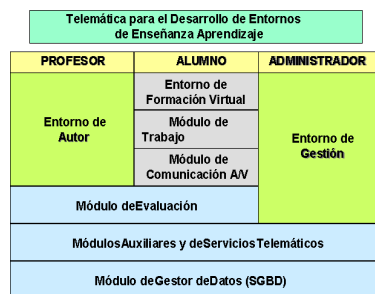 Telemática para el Desarrollo de Entornos
de Enseñanza Aprendizaje
PROFESOR
ALUMNO
ADMINISTRADOR
Entorno de
Autor
Entorno de
Formación Virtual
Módulo de
Trabajo
Módulo de
Comunicación A/V
Entorno de
Gestión
Módulo deEvaluación
MódulosAuxiliares y deServicios Telemáticos
Módulo deGestor deDatos (SGBD)